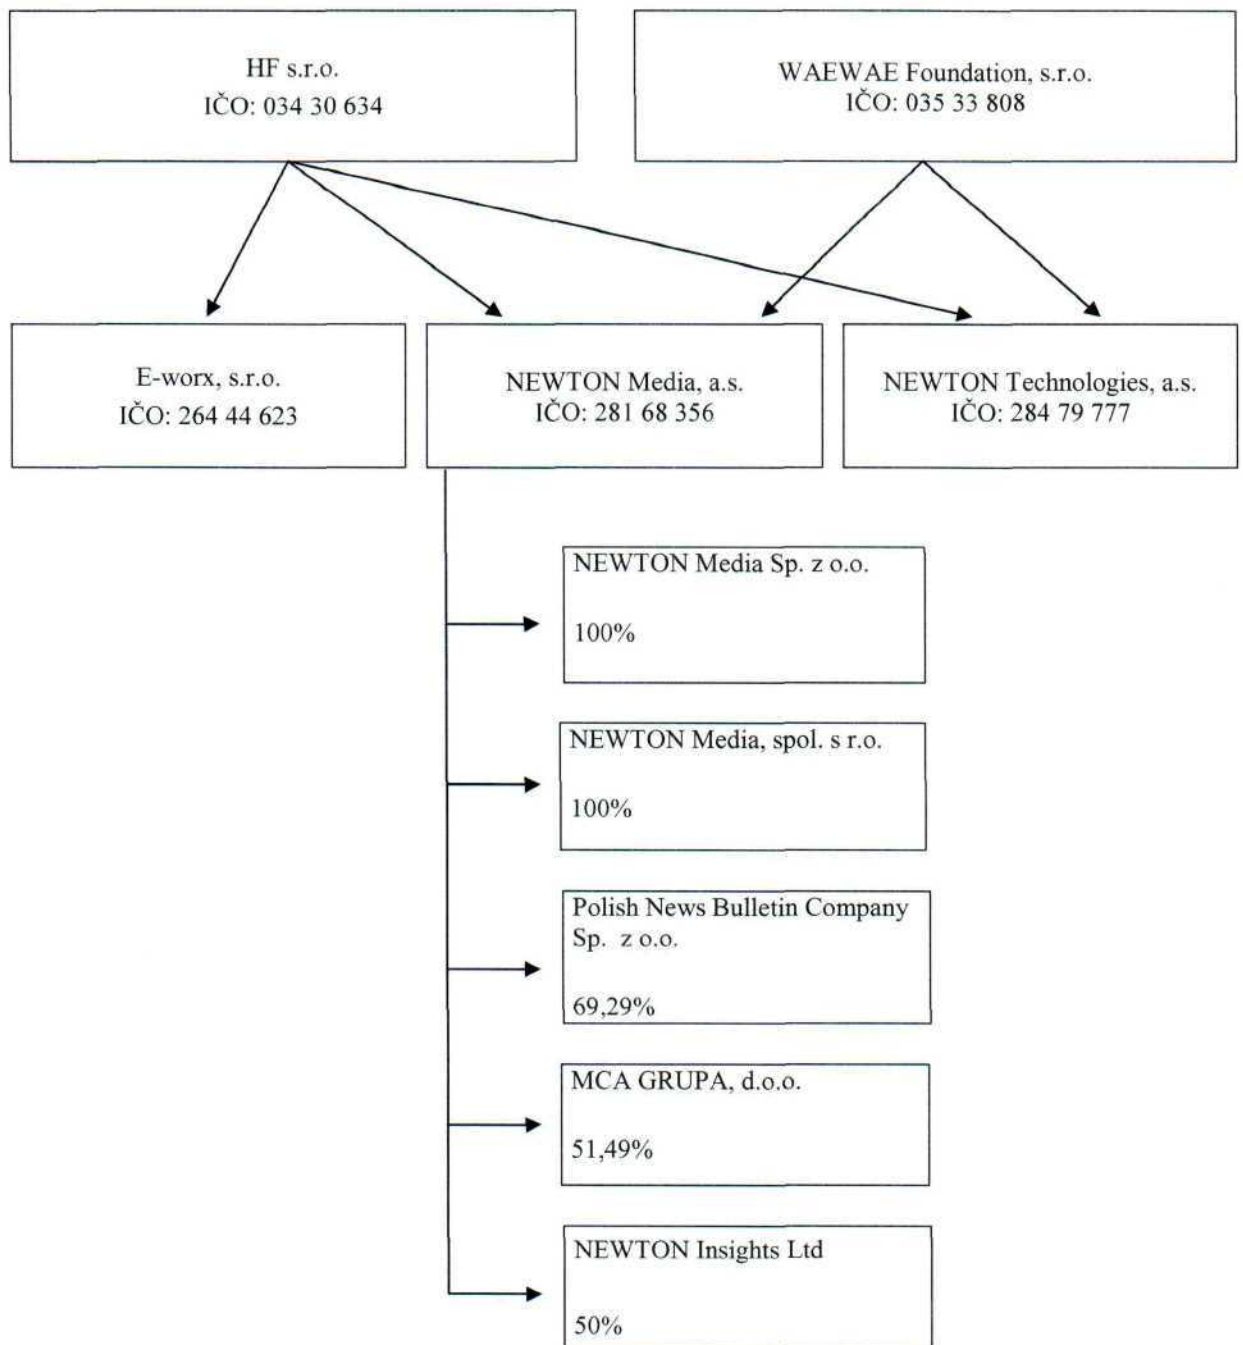 HF s.r.o.
IČO: 034 30 634
WAEWAE Foundation, s.r.o.
IČO: 035 33 808
E-worx, s.r.o.
IČO: 264 44 623
NEWTON Media, a.s.
IČO: 281 68 356
NEWTON Technologies, a.s.
IČO: 284 79 777
NEWTON Media Sp. z o.o.
100%
NEWTON Media, spol. s r.o.
100%
Polish News Bulletin Company
Sp. z o.o.
69,29%
MCA GRUPA, d.o.o.
51,49%
NEWTON Insights Ltd
50%